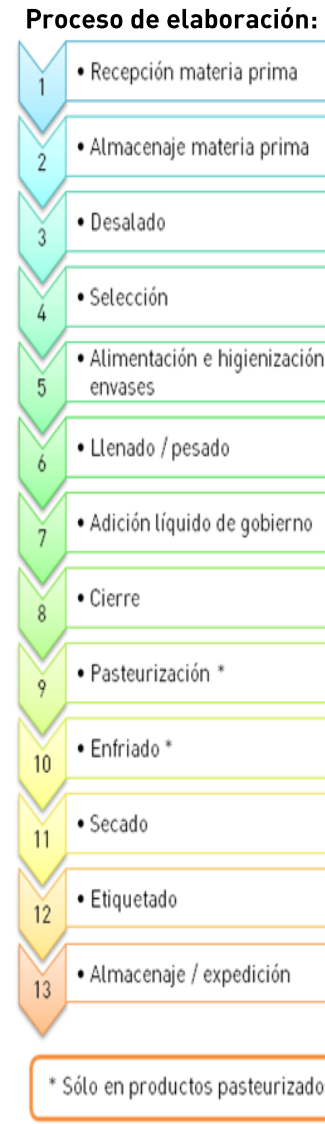 Proceso de elaboración:
1
• Recepción materia prima
2
• Almacenaje materia prima
3
• Desalado
4
• Selección
5
• Alimentación e higienización
envases
6
• Llenado / pesado
7
• Adición líquido de gobierno
8
• Cierre
9
• Pasteurización *
10
• Enfriado *
11
• Secado
12
• Etiquetado
13
• Almacenaje / expedición
* Sólo en productos pasteurizado